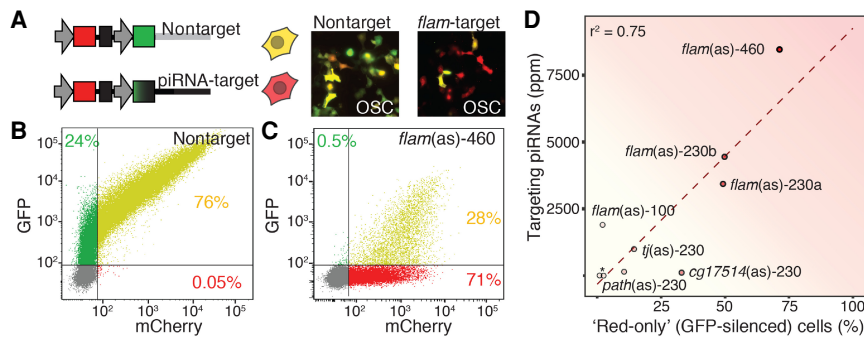 A
Nontarget
piRNA-target
Nontarget
flam-target
OSC
OSC
B
24%
Nontarget
76%
0.05%
GFP
10⁵
10⁴
10³
10²
10² 10³ 10⁴ 10⁵
mCherry
C
0.5%
flam(as)-460
28%
71%
GFP
10⁵
10⁴
10³
10²
10² 10³ 10⁴ 10⁵
mCherry
D
r² = 0.75
Targeting piRNAs (ppm)
7500
5000
2500
flam(as)-460
flam(as)-230b
flam(as)-230a
flam(as)-100
tj(as)-230
*
cg17514(as)-230
path(as)-230
0 25 50 75 100
‘Red-only’ (GFP-silenced) cells (%)